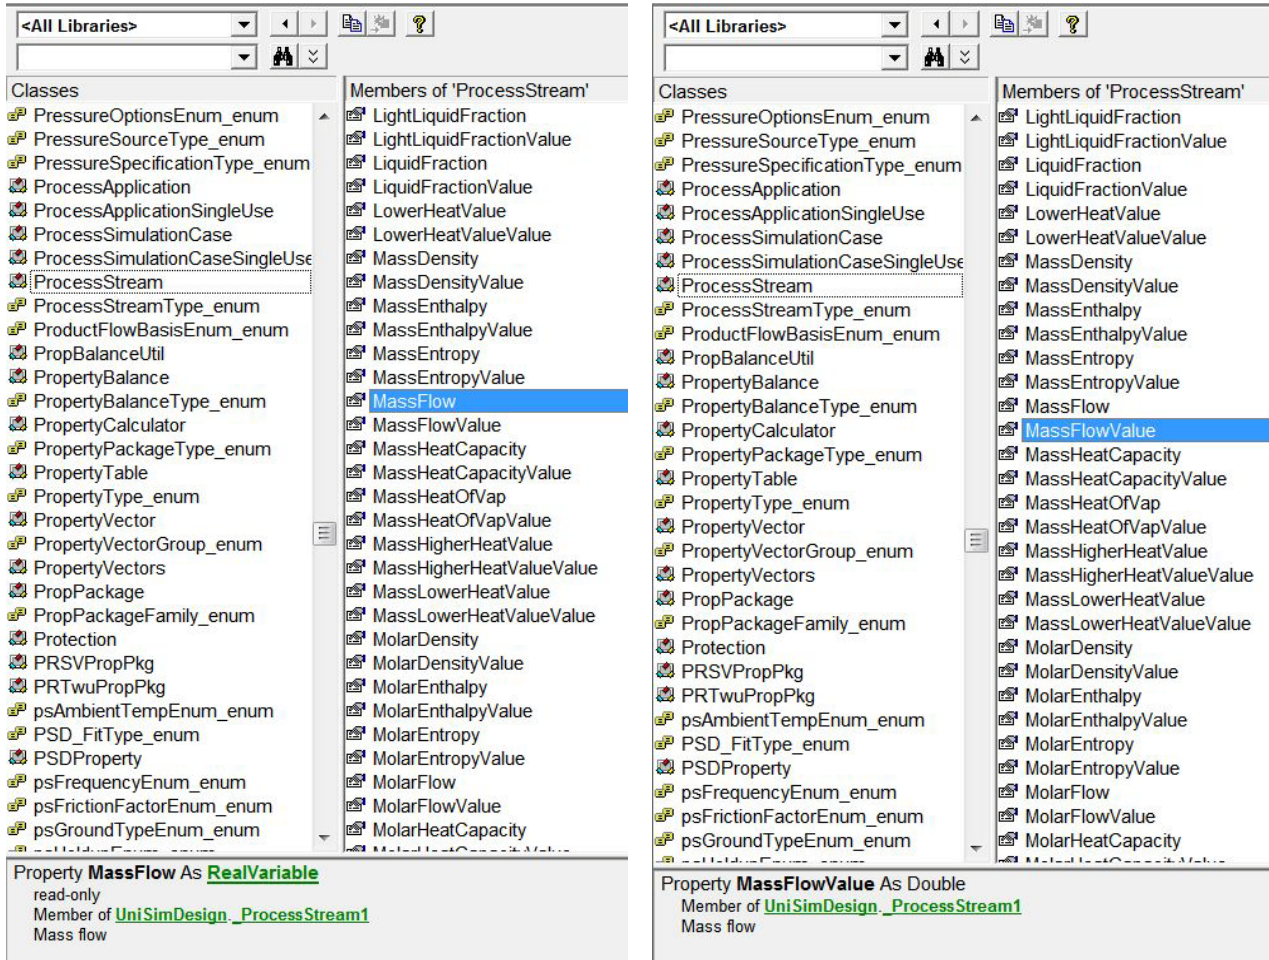 <All Libraries>
Classes
PressureOptionsEnum_enum
PressureSourceType_enum
PressureSpecificationType_enum
ProcessApplication
ProcessApplicationSingleUse
ProcessSimulationCase
ProcessSimulationCaseSingleUse
ProcessStream
ProcessStreamType_enum
ProductFlowBasisEnum_enum
PropBalanceUtil
PropertyBalance
PropertyBalanceType_enum
PropertyCalculator
PropertyPackageType_enum
PropertyTable
PropertyType_enum
PropertyVector
PropertyVectorGroup_enum
PropertyVectors
PropPackage
PropPackageFamily_enum
Protection
PRSVPropPkg
PRTwuPropPkg
psAmbientTempEnum_enum
PSD_FitType_enum
PSDProperty
psFrequencyEnum_enum
psFrictionFactorEnum_enum
psGroundTypeEnum_enum
Members of 'ProcessStream'
LightLiquidFraction
LightLiquidFractionValue
LiquidFraction
LiquidFractionValue
LowerHeatValue
LowerHeatValueValue
MassDensity
MassDensityValue
MassEnthalpy
MassEnthalpyValue
MassEntropy
MassEntropyValue
MassFlow
MassFlowValue
MassHeatCapacity
MassHeatCapacityValue
MassHeatOfVap
MassHeatOfVapValue
MassHigherHeatValue
MassHigherHeatValueValue
MassLowerHeatValue
MassLowerHeatValueValue
MolarDensity
MolarDensityValue
MolarEnthalpy
MolarEnthalpyValue
MolarEntropy
MolarEntropyValue
MolarFlow
MolarFlowValue
MolarHeatCapacity
Property MassFlow As RealVariable
read-only
Member of UniSimDesign._ProcessStream1
Mass flow
<All Libraries>
Classes
PressureOptionsEnum_enum
PressureSourceType_enum
PressureSpecificationType_enum
ProcessApplication
ProcessApplicationSingleUse
ProcessSimulationCase
ProcessSimulationCaseSingleUse
ProcessStream
ProcessStreamType_enum
ProductFlowBasisEnum_enum
PropBalanceUtil
PropertyBalance
PropertyBalanceType_enum
PropertyCalculator
PropertyPackageType_enum
PropertyTable
PropertyType_enum
PropertyVector
PropertyVectorGroup_enum
PropertyVectors
PropPackage
PropPackageFamily_enum
Protection
PRSVPropPkg
PRTwuPropPkg
psAmbientTempEnum_enum
PSD_FitType_enum
PSDProperty
psFrequencyEnum_enum
psFrictionFactorEnum_enum
psGroundTypeEnum_enum
Members of 'ProcessStream'
LightLiquidFraction
LightLiquidFractionValue
LiquidFraction
LiquidFractionValue
LowerHeatValue
LowerHeatValueValue
MassDensity
MassDensityValue
MassEnthalpy
MassEnthalpyValue
MassEntropy
MassEntropyValue
MassFlow
MassFlowValue
MassHeatCapacity
MassHeatCapacityValue
MassHeatOfVap
MassHeatOfVapValue
MassHigherHeatValue
MassHigherHeatValueValue
MassLowerHeatValue
MassLowerHeatValueValue
MolarDensity
MolarDensityValue
MolarEnthalpy
MolarEnthalpyValue
MolarEntropy
MolarEntropyValue
MolarFlow
MolarFlowValue
MolarHeatCapacity
Property MassFlowValue As Double
Member of UniSimDesign._ProcessStream1
Mass flow